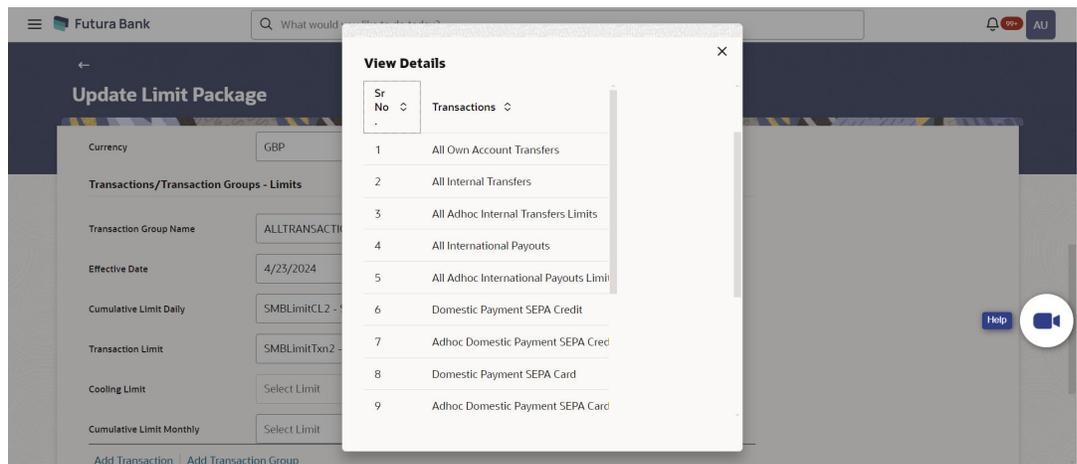 Futura Bank
What would you like to do today?
99+
AU
Update Limit Package
Currency
GBP
Transactions/Transaction Groups - Limits
Transaction Group Name
Effective Date
4/23/2024
Cumulative Limit Daily
SMBLimitCL2 -
Transaction Limit
SMBLimitTxn2 -
Cooling Limit
Select Limit
Cumulative Limit Monthly
Select Limit
Add Transaction | Add Transaction Group
View Details
Sr No .
Transactions
1 All Own Account Transfers
2 All Internal Transfers
3 All Adhoc Internal Transfers Limits
4 All International Payouts
5 All Adhoc International Payouts
6 Domestic Payment SEPA Credit
7 Adhoc Domestic Payment SEPA
8 Domestic Payment SEPA Card
9 Adhoc Domestic Payment SEPA Card
Help